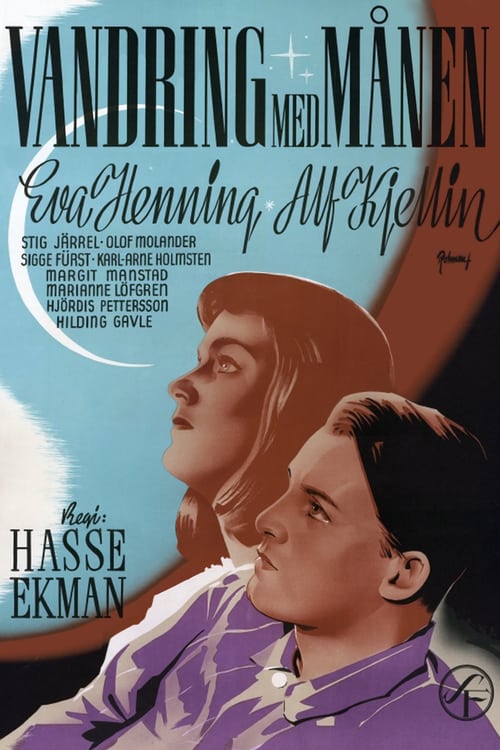 VANDRING MED MÅNEN
Eva Henning * Alf Kjellin
STIG JÄRREL · OLOF MOLANDER
SIGGE FÜRST · KARL-ARNE HOLMSTEN
MARGIT MANSTAD
MARIANNE LÖFGREN
HJÖRDIS PETTERSSON
HILDING GAVLE
Regi:
HASSE
EKMAN
SF